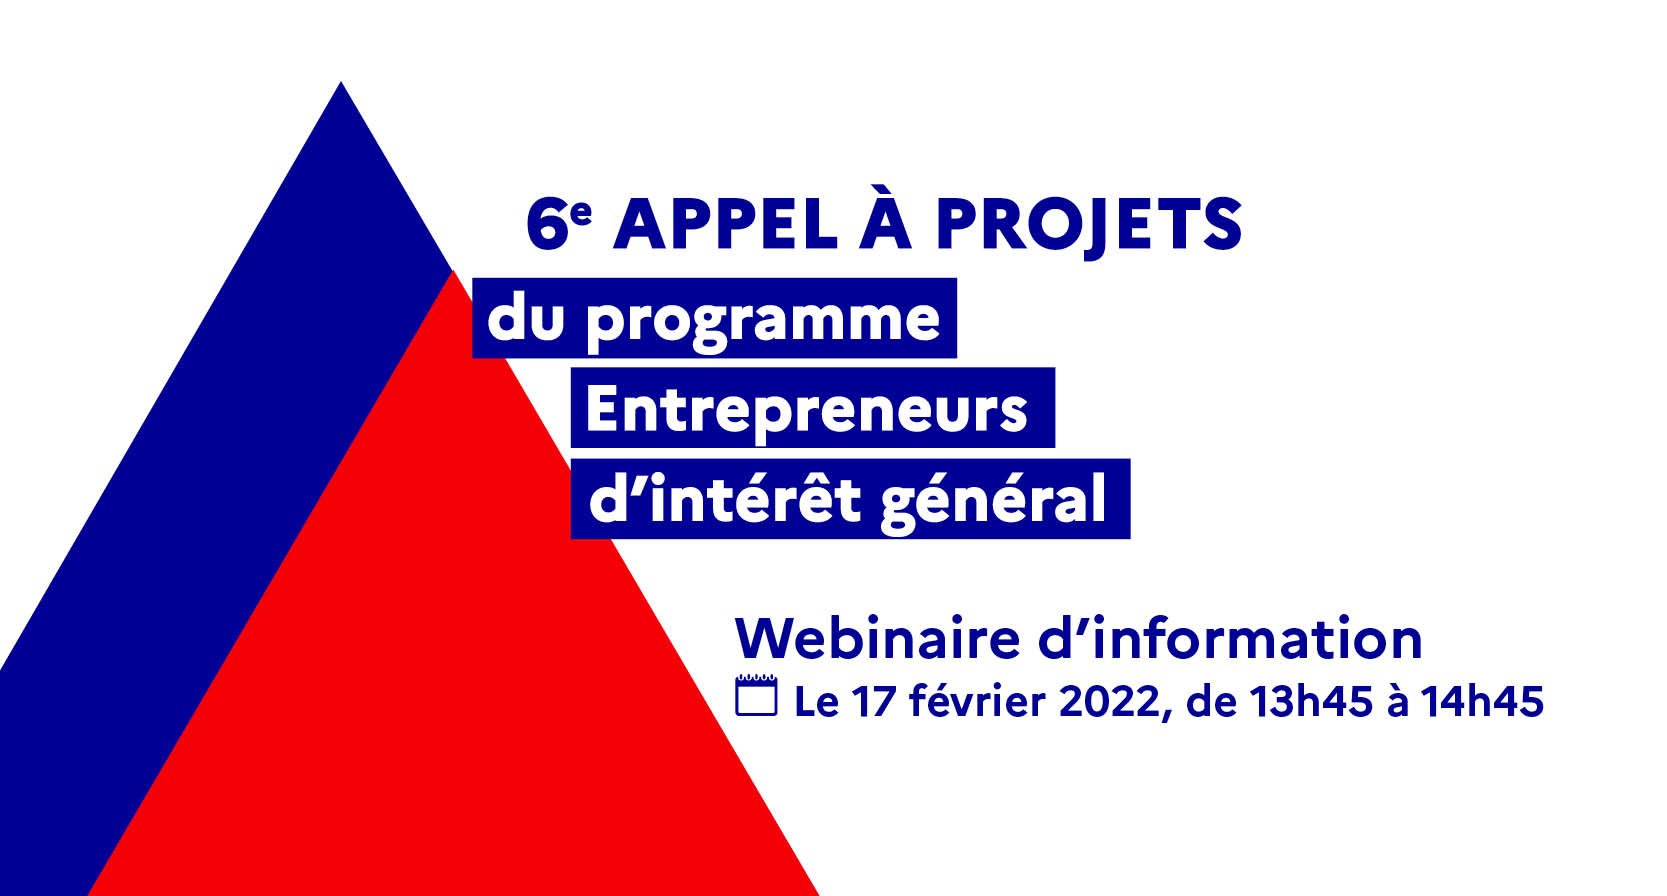 6e APPEL À PROJETS
du programme
Entrepreneurs
d’intérêt général
Webinaire d’information
Le 17 février 2022, de 13h45 à 14h45